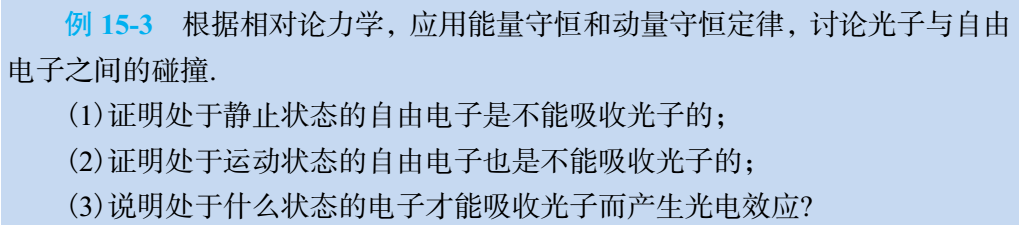 例 15-3 根据相对论力学，应用能量守恒和动量守恒定律，讨论光子与自由
电子之间的碰撞.
(1)证明处于静止状态的自由电子是不能吸收光子的；
(2)证明处于运动状态的自由电子也是不能吸收光子的；
(3)说明处于什么状态的电子才能吸收光子而产生光电效应?